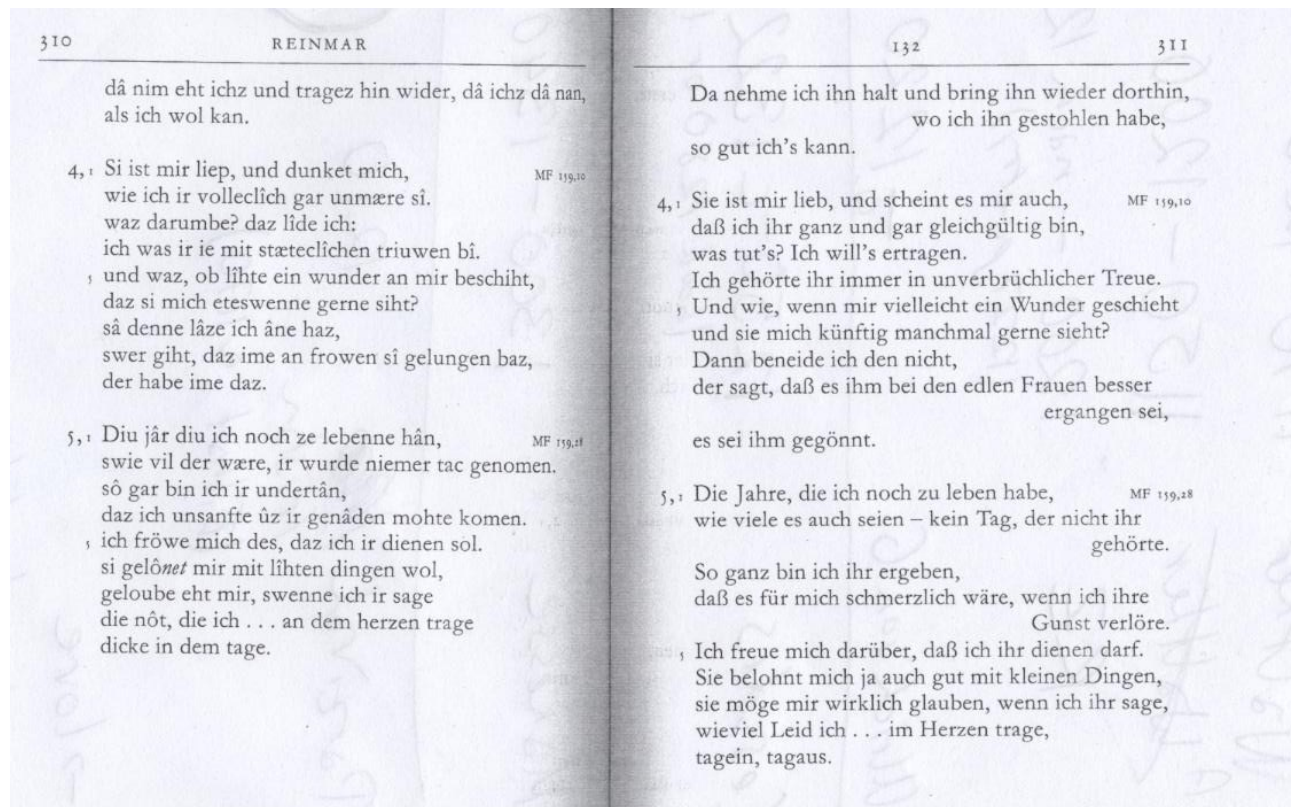 310 REINMAR
dâ nim eht ichz und tragez hin wider, dâ ichz dâ nan,
als ich wol kan.
4,1 Si ist mir liep, und dunket mich, MF 159,10
wie ich ir volleclîch gar unmære sî.
waz darumbe? daz lîde ich:
ich was ir ie mit stæteclîchen triuwen bî.
5 und waz, ob lîhte ein wunder an mir beschiht,
daz si mich eteswenne gerne siht?
sâ denne lâze ich âne haz,
swer giht, daz ime an frowen sî gelungen baz,
der habe ime daz.
5,1 Diu jâr diu ich noch ze lebenne hân, MF 159,28
swie vil der wære, ir wurde niemer tac genomen.
sô gar bin ich ir undertân,
daz ich unsanfte ûz ir genâden mohte komen.
5 ich fröwe mich des, daz ich ir dienen sol.
si gelônet mir mit lîhten dingen wol,
geloube eht mir, swenne ich ir sage
die nôt, die ich . . . an dem herzen trage
dicke in dem tage.
132 311
Da nehme ich ihn halt und bring ihn wieder dorthin,
wo ich ihn gestohlen habe,
so gut ich's kann.
4,1 Sie ist mir lieb, und scheint es mir auch, MF 159,10
daß ich ihr ganz und gar gleichgültig bin,
was tut's? Ich will's ertragen.
Ich gehörte ihr immer in unverbrüchlicher Treue.
5 Und wie, wenn mir vielleicht ein Wunder geschieht
und sie mich künftig manchmal gerne sieht?
Dann beneide ich den nicht,
der sagt, daß es ihm bei den edlen Frauen besser
ergangen sei,
es sei ihm gegönnt.
5,1 Die Jahre, die ich noch zu leben habe, MF 159,28
wie viele es auch seien – kein Tag, der nicht ihr
gehörte.
So ganz bin ich ihr ergeben,
daß es für mich schmerzlich wäre, wenn ich ihre
Gunst verlöre.
5 Ich freue mich darüber, daß ich ihr dienen darf.
Sie belohnt mich ja auch gut mit kleinen Dingen,
sie möge mir wirklich glauben, wenn ich ihr sage,
wieviel Leid ich . . . im Herzen trage,
tagein, tagaus.